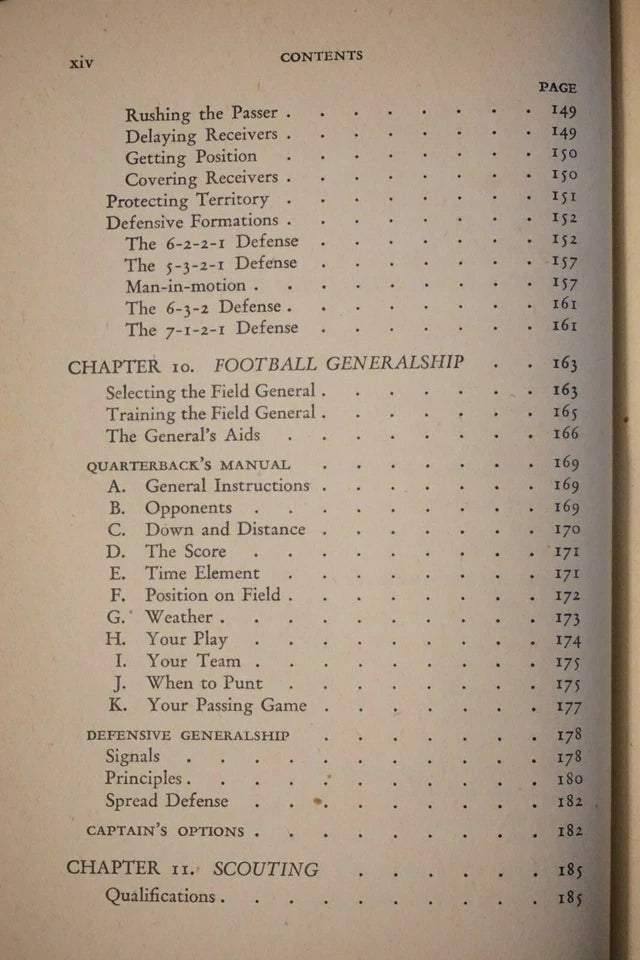 xiv CONTENTS
PAGE
Rushing the Passer . . . . . . . . 149
Delaying Receivers . . . . . . . . 149
Getting Position . . . . . . . . 150
Covering Receivers . . . . . . . . 150
Protecting Territory . . . . . . . . 151
Defensive Formations . . . . . . . . 152
The 6-2-2-1 Defense . . . . . . . 152
The 5-3-2-1 Defense . . . . . . . 157
Man-in-motion . . . . . . . . . 157
The 6-3-2 Defense . . . . . . . . 161
The 7-1-2-1 Defense . . . . . . . 161
CHAPTER 10. FOOTBALL GENERALSHIP . . 163
Selecting the Field General . . . . . . . 163
Training the Field General . . . . . . . 165
The General's Aids . . . . . . . . 166
QUARTERBACK'S MANUAL . . . . . . . 169
A. General Instructions . . . . . . . 169
B. Opponents . . . . . . . . . 169
C. Down and Distance . . . . . . . 170
D. The Score . . . . . . . . . 171
E. Time Element . . . . . . . . 171
F. Position on Field . . . . . . . . 172
G. Weather . . . . . . . . . . 173
H. Your Play . . . . . . . . . 174
I. Your Team . . . . . . . . . 175
J. When to Punt . . . . . . . . 175
K. Your Passing Game . . . . . . . 177
DEFENSIVE GENERALSHIP . . . . . . . 178
Signals . . . . . . . . . . . 178
Principles . . . . . . . . . . . 180
Spread Defense . . . . . . . . . 182
CAPTAIN'S OPTIONS . . . . . . . . . 182
CHAPTER 11. SCOUTING . . . . . . 185
Qualifications . . . . . . . . . . 185